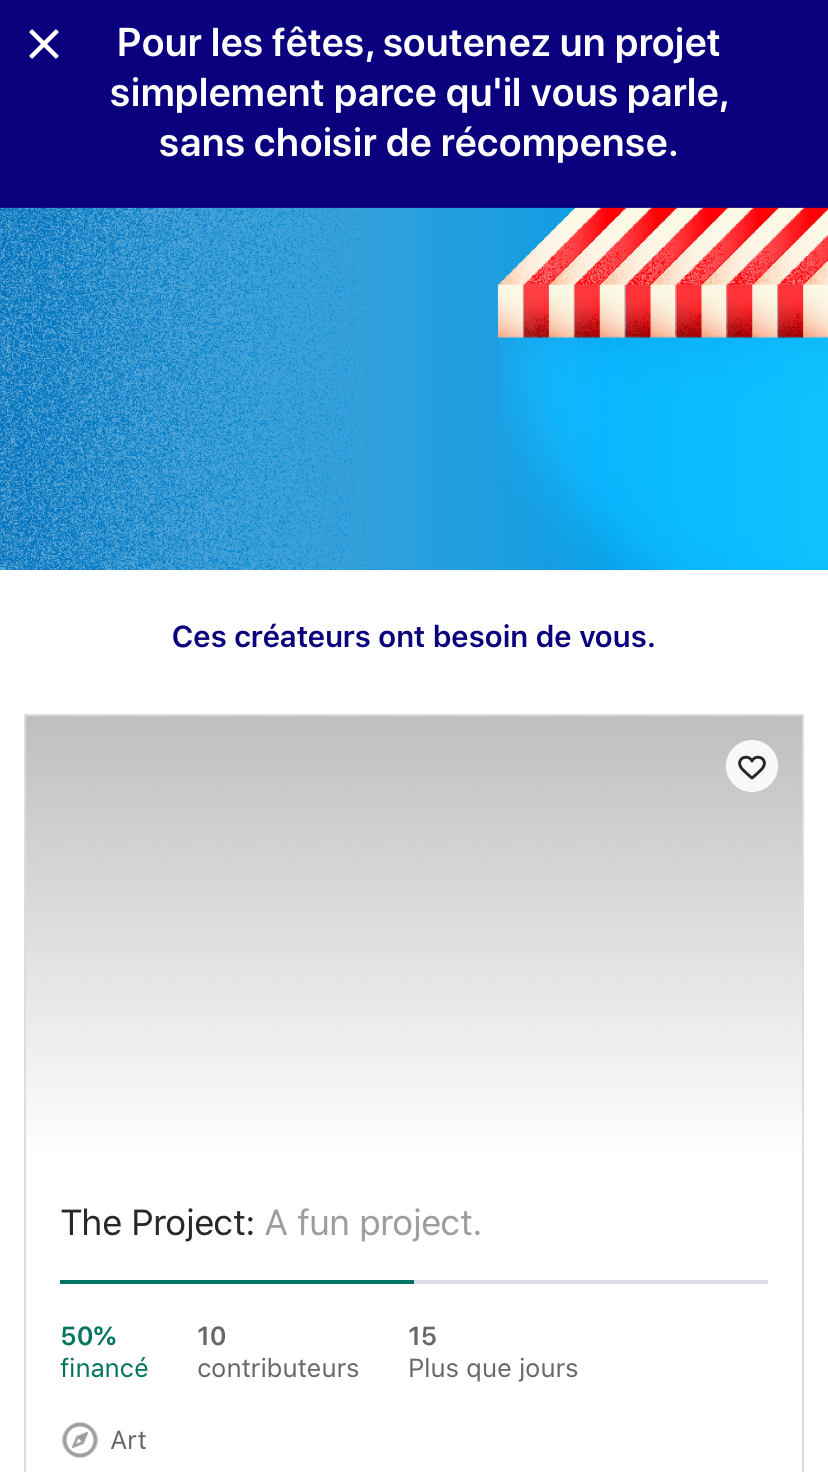 Pour les fêtes, soutenez un projet
simplement parce qu'il vous parle,
sans choisir de récompense.
Ces créateurs ont besoin de vous.
The Project: A fun project.
50% 10 15
financé contributeurs Plus que jours
Art